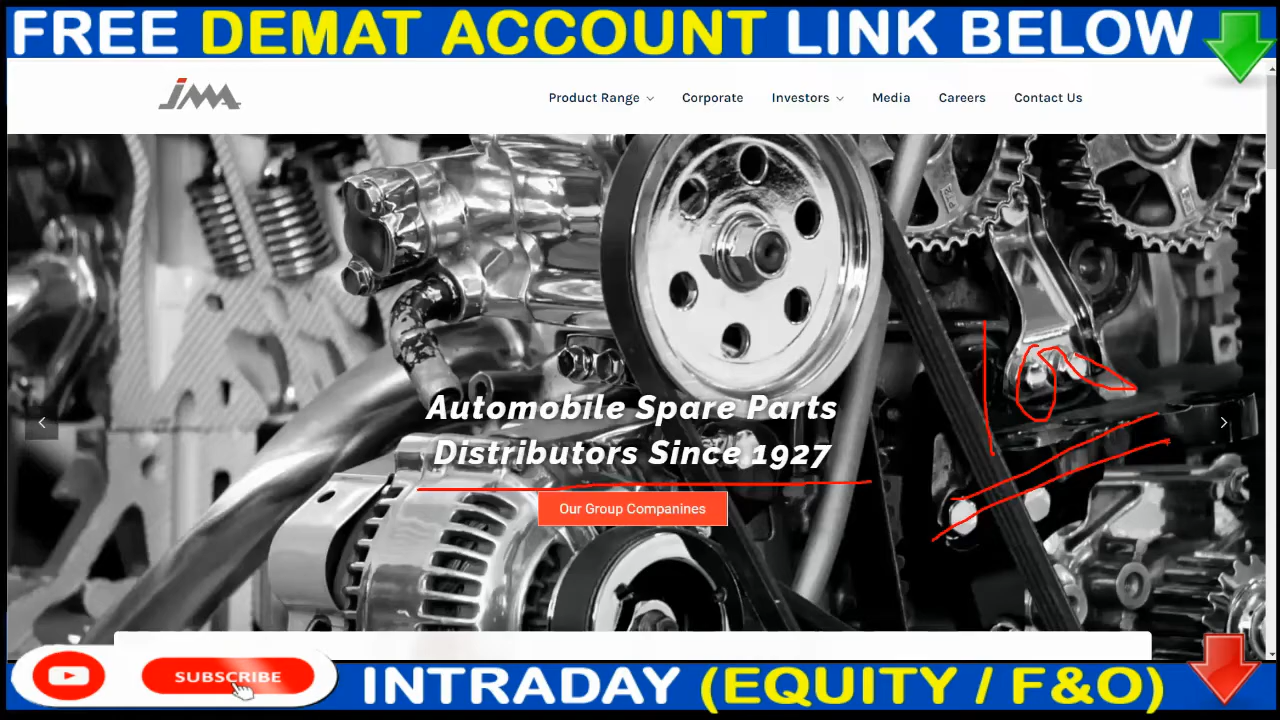 FREE DEMAT ACCOUNT LINK BELOW
JMA
Product Range Corporate Investors Media Careers Contact Us
Automobile Spare Parts
Distributors Since 1927
Our Group Companines
SUBSCRIBE
INTRADAY (EQUITY / F&O)